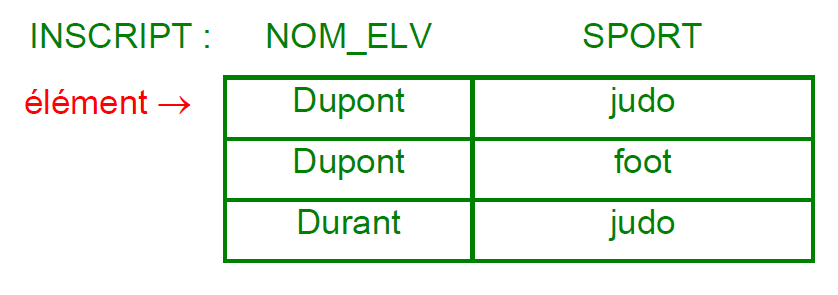 INSCRIPT : NOM_ELV SPORT
élément → Dupont judo
Dupont foot
Durant judo